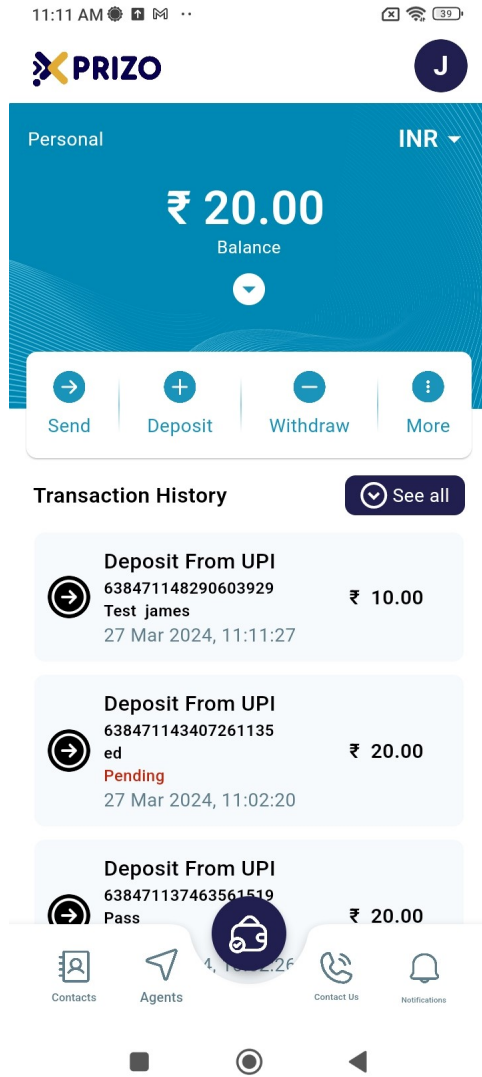 11:11 AM
39
PRIZO
J
Personal
INR
₹ 20.00
Balance
Send
Deposit
Withdraw
More
Transaction History
See all
Deposit From UPI
638471148290603929
Test james
₹ 10.00
27 Mar 2024, 11:11:27
Deposit From UPI
638471143407261135
ed
₹ 20.00
Pending
27 Mar 2024, 11:02:20
Deposit From UPI
638471137463561519
Pass
₹ 20.00
Contacts
Agents
Contact Us
Notifications